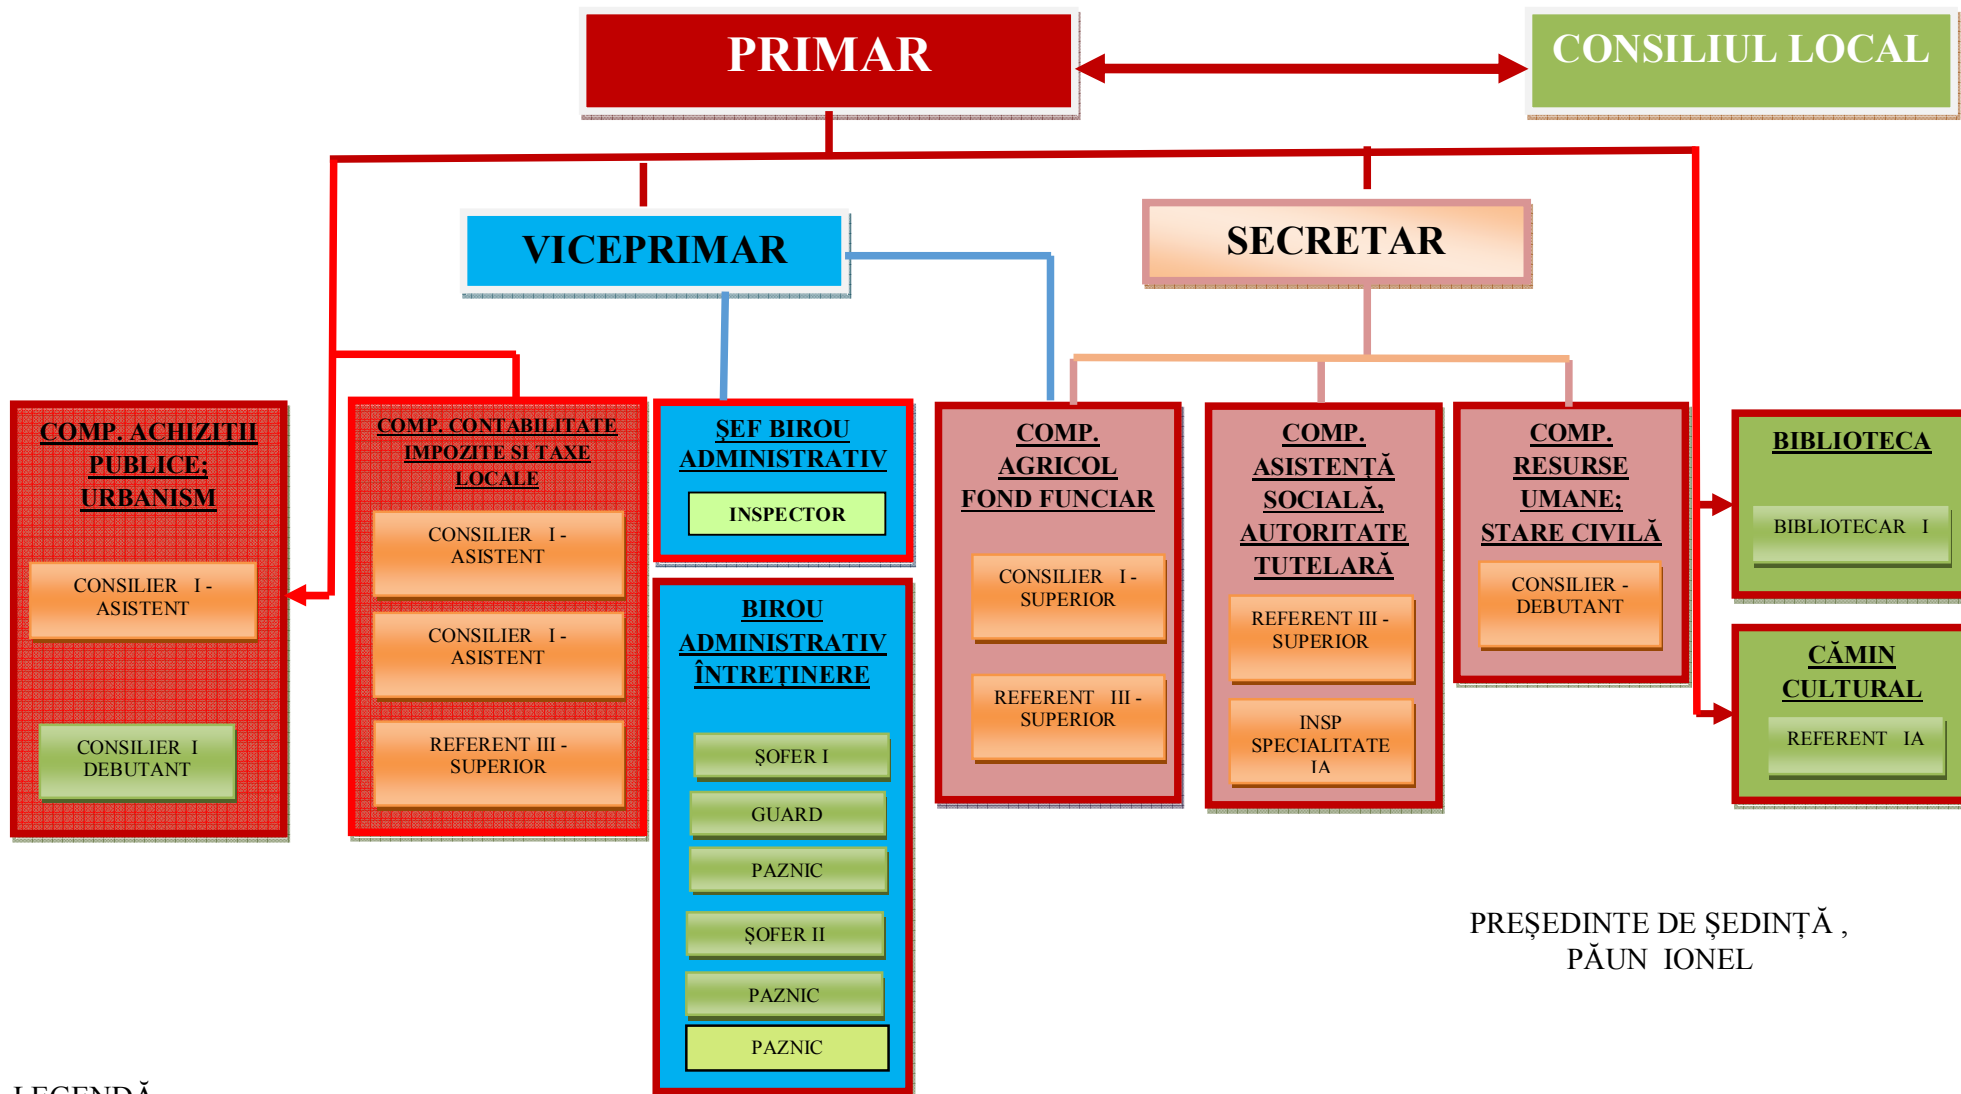 PRIMAR
CONSILIUL LOCAL
VICEPRIMAR
SECRETAR
COMP. ACHIZIȚII
PUBLICE;
URBANISM
CONSILIER I -
ASISTENT
CONSILIER I
DEBUTANT
COMP. CONTABILITATE
IMPOZITE SI TAXE
LOCALE
CONSILIER I -
ASISTENT
CONSILIER I -
ASISTENT
REFERENT III -
SUPERIOR
ȘEF BIROU
ADMINISTRATIV
INSPECTOR
BIROU
ADMINISTRATIV
ÎNTREȚINERE
ȘOFER I
GUARD
PAZNIC
ȘOFER II
PAZNIC
PAZNIC
COMP.
AGRICOL
FOND FUNCIAR
CONSILIER I -
SUPERIOR
REFERENT III -
SUPERIOR
COMP.
ASISTENȚĂ
SOCIALĂ,
AUTORITATE
TUTELARĂ
REFERENT III -
SUPERIOR
INSP
SPECIALITATE
IA
COMP.
RESURSE
UMANE;
STARE CIVILĂ
CONSILIER -
DEBUTANT
BIBLIOTECA
BIBLIOTECAR I
CĂMIN
CULTURAL
REFERENT IA
PREȘEDINTE DE ȘEDINȚĂ ,
PĂUN IONEL
LEGENDĂ